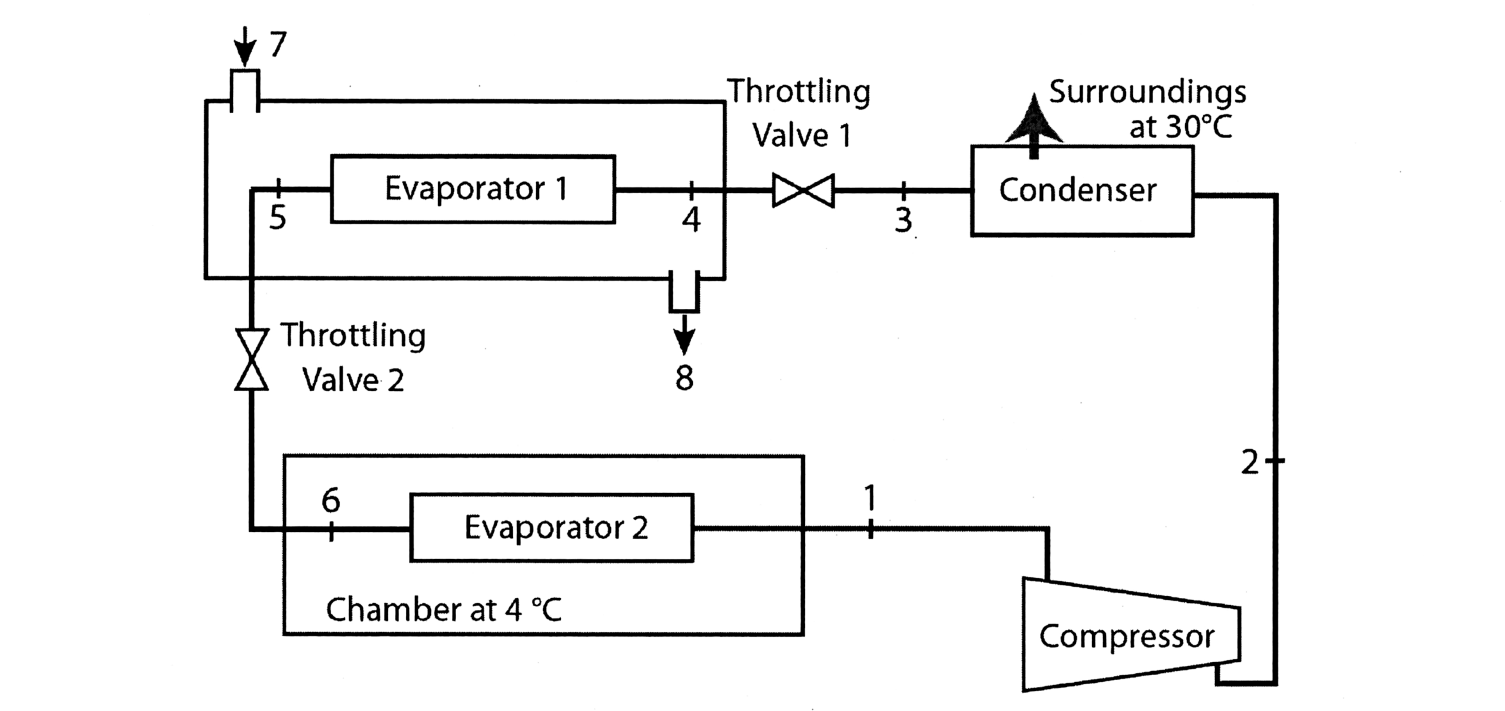 7
Throttling
Valve 1
Surroundings
at 30°C
Evaporator 1
Condenser
5
4
3
Throttling
Valve 2
8
2
6
1
Evaporator 2
Chamber at 4 °C
Compressor